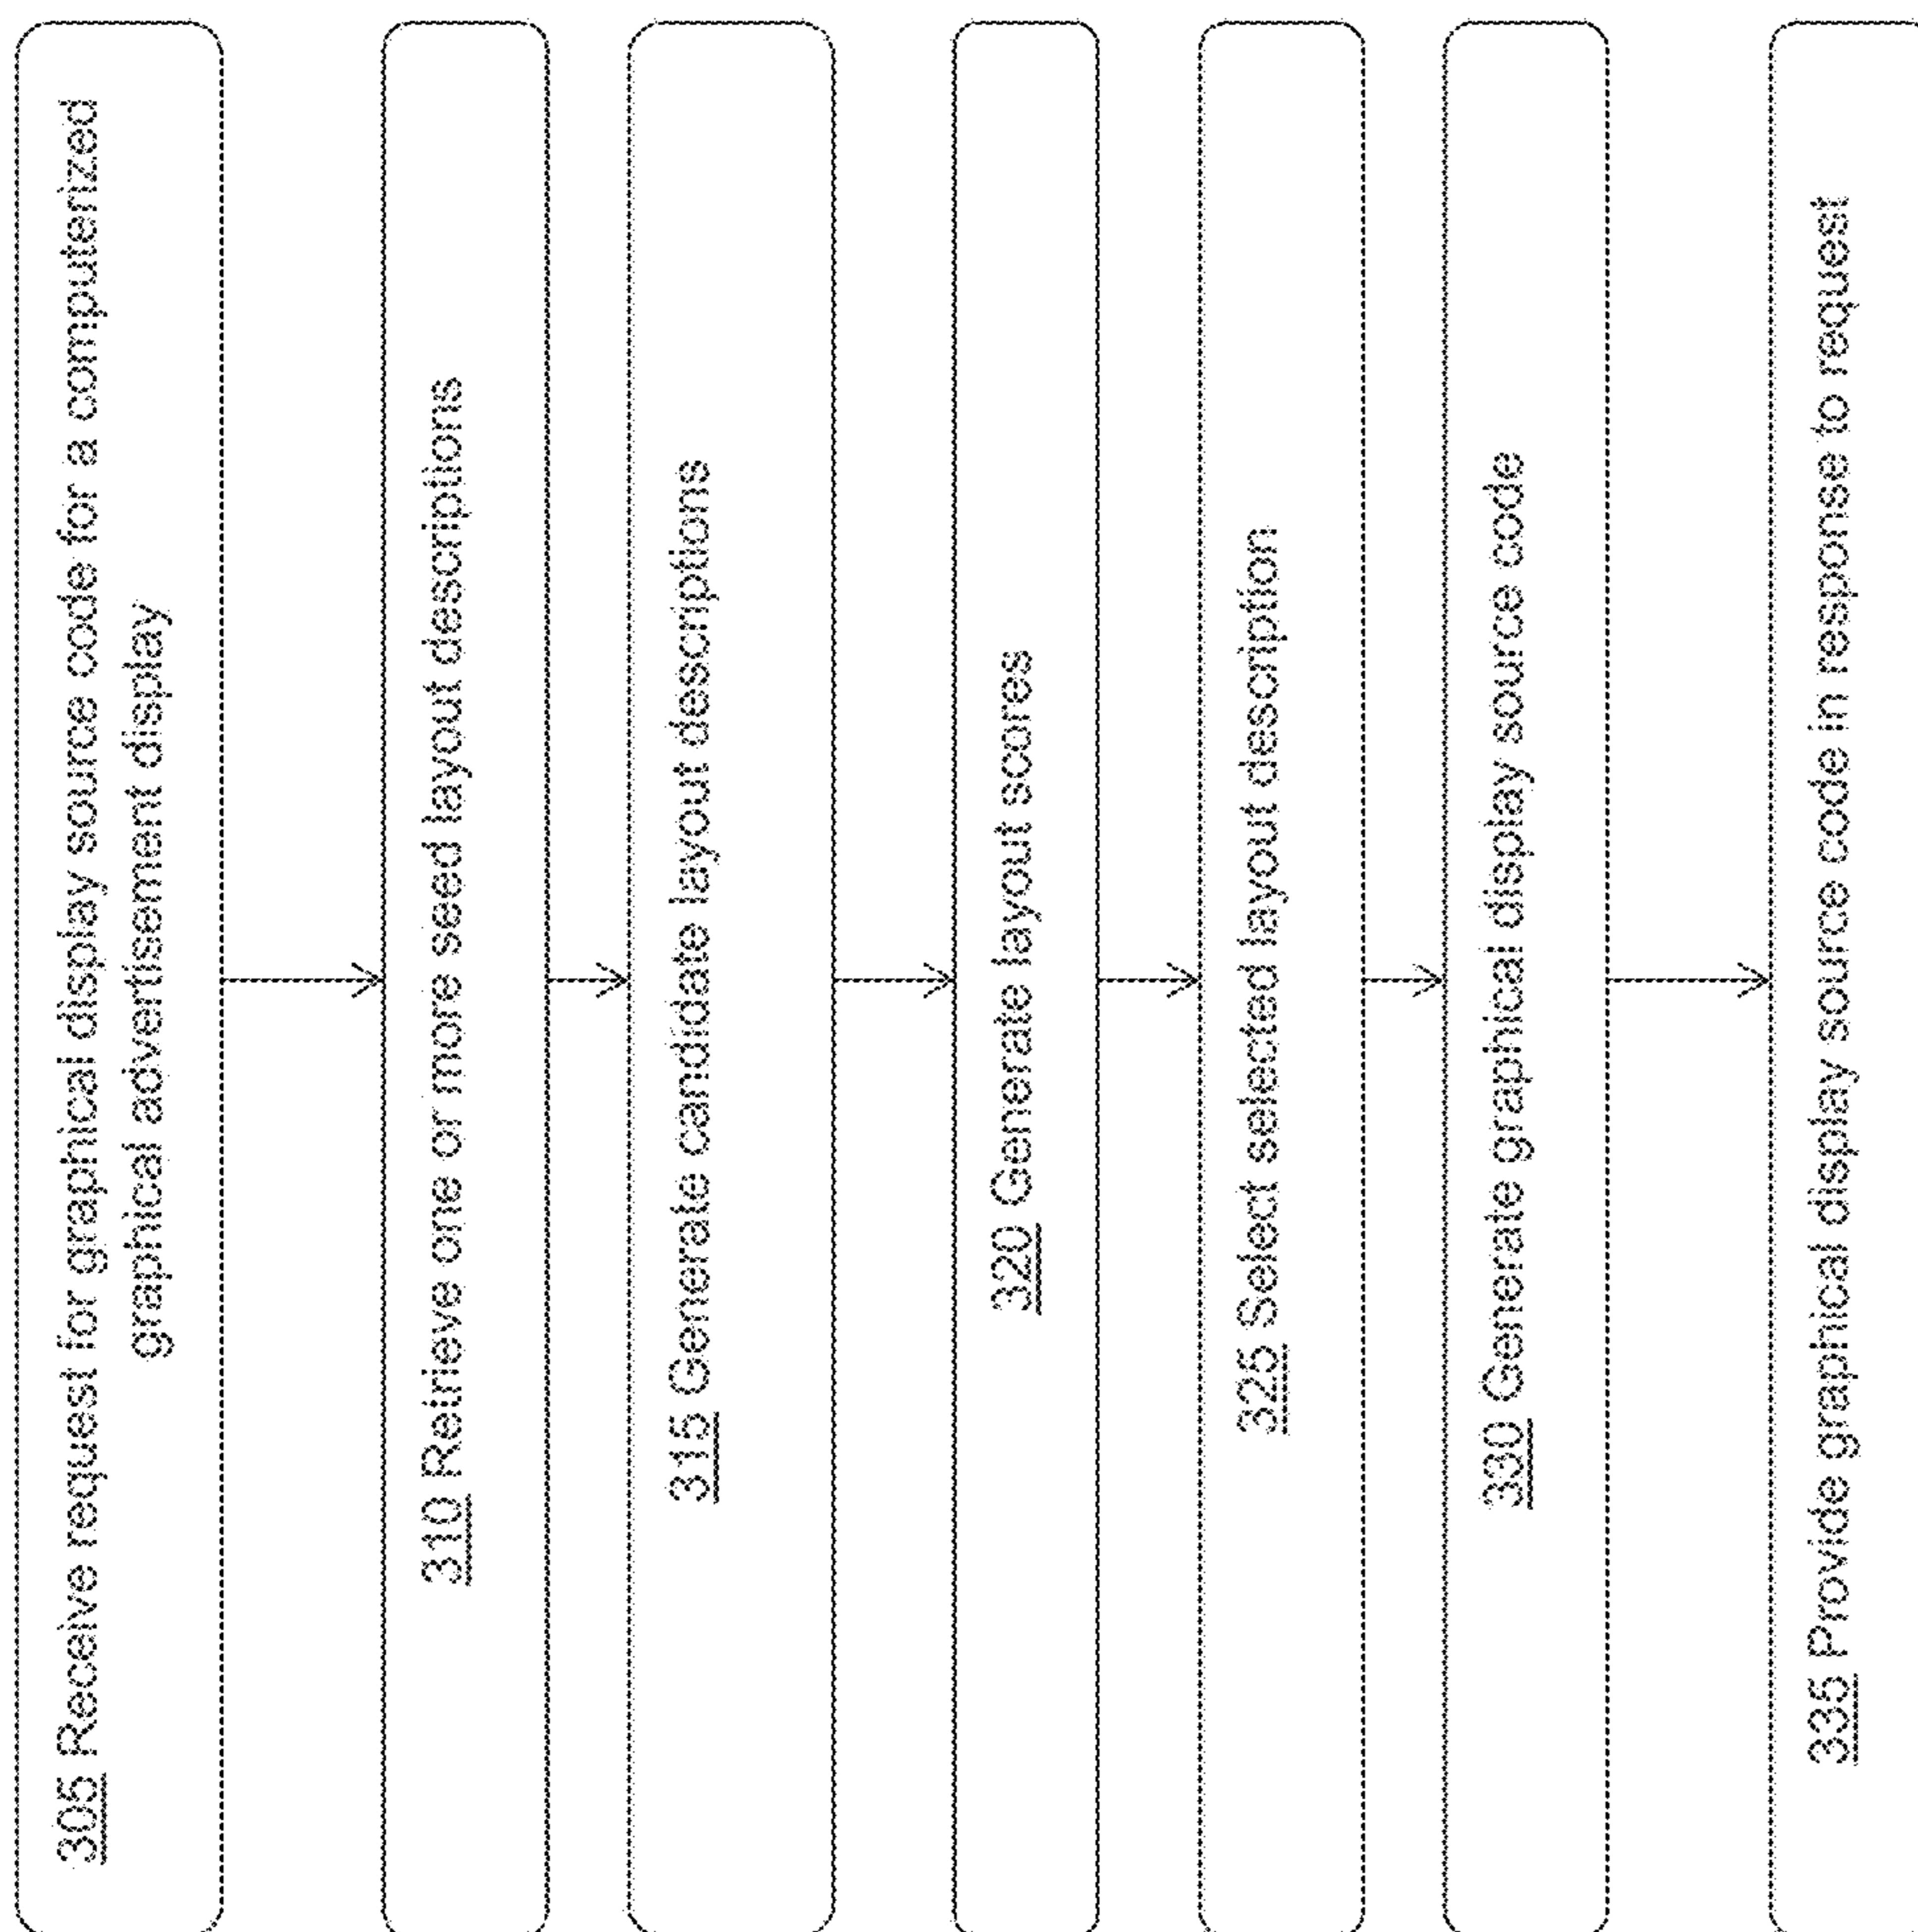 305 Receive request for graphical display source code for a computerized
graphical advertisement display
310 Retrieve one or more seed layout descriptions
315 Generate candidate layout descriptions
320 Generate layout scores
325 Select selected layout description
330 Generate graphical display source code
335 Provide graphical display source code in response to request